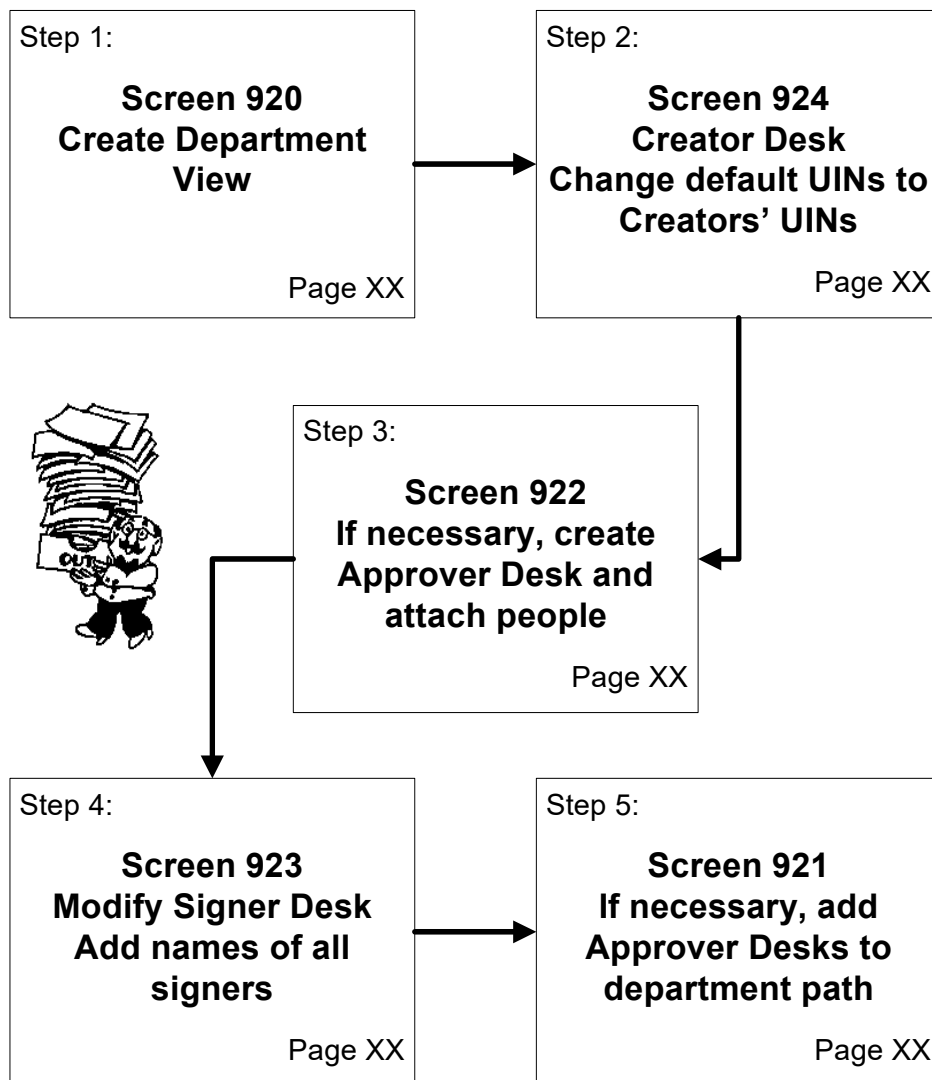 Step 1:
Screen 920
Create Department
View
Page XX
Step 2:
Screen 924
Creator Desk
Change default UINs to
Creators’ UINs
Page XX
OUT
Step 3:
Screen 922
If necessary, create
Approver Desk and
attach people
Page XX
Step 4:
Screen 923
Modify Signer Desk
Add names of all
signers
Page XX
Step 5:
Screen 921
If necessary, add
Approver Desks to
department path
Page XX